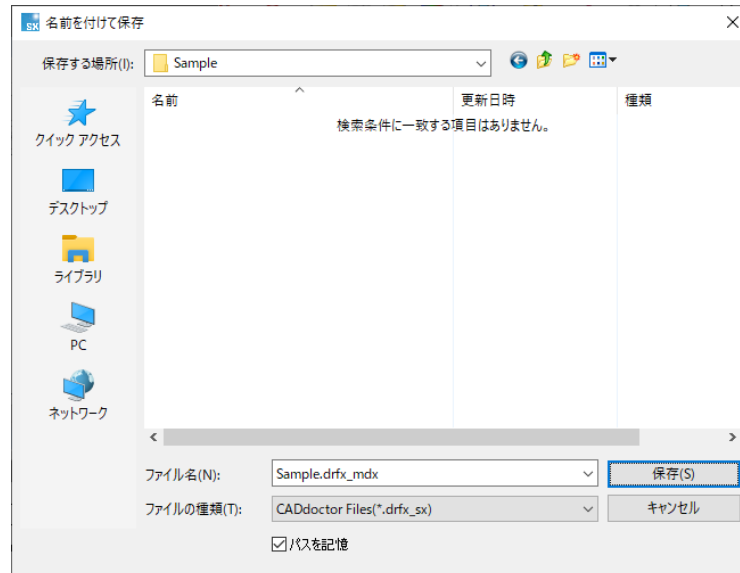 SX 名前を付けて保存
保存する場所(I): Sample
名前 更新日時 種類
検索条件に一致する項目はありません。
クイック アクセス
デスクトップ
ライブラリ
PC
ネットワーク
ファイル名(N): Sample.drfx_mdx 保存(S)
ファイルの種類(T): CADdoctor Files(*.drfx_sx) キャンセル
パスを記憶